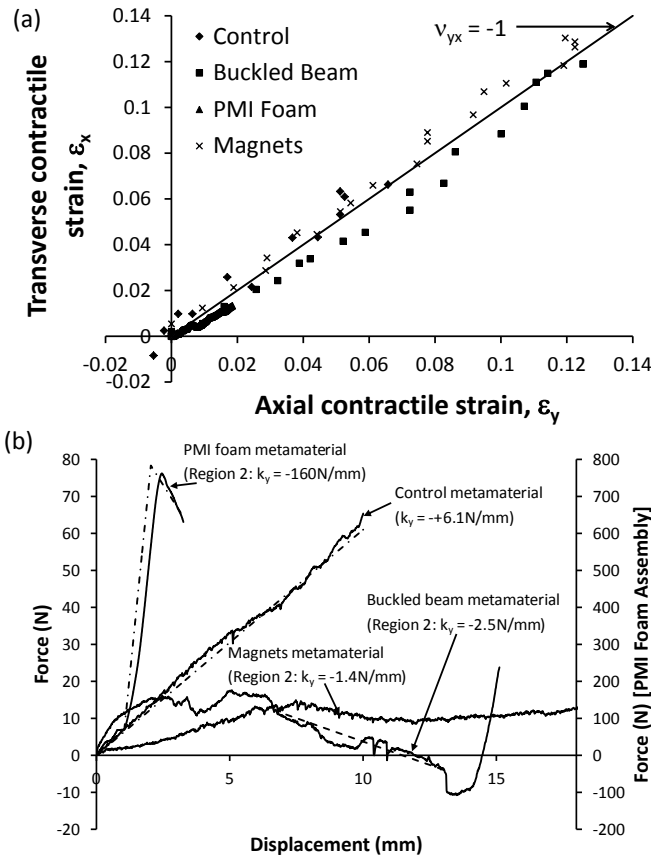 (a)
0.14
0.12
0.10
0.08
0.06
0.04
0.02
0
-0.02
Transverse contractile
strain, εx
Control
Buckled Beam
PMI Foam
Magnets
νyx = -1
-0.02 0 0.02 0.04 0.06 0.08 0.1 0.12 0.14
Axial contractile strain, εy
(b)
80
70
60
50
40
30
20
10
0
-10
-20
Force (N)
PMI foam metamaterial
(Region 2: ky = -160N/mm)
Control metamaterial
(ky = -+6.1N/mm)
Buckled beam metamaterial
(Region 2: ky = -2.5N/mm)
Magnets metamaterial
(Region 2: ky = -1.4N/mm)
800
700
600
500
400
300
200
100
0
-100
-200
Force (N) [PMI Foam Assembly]
0 5 10 15
Displacement (mm)